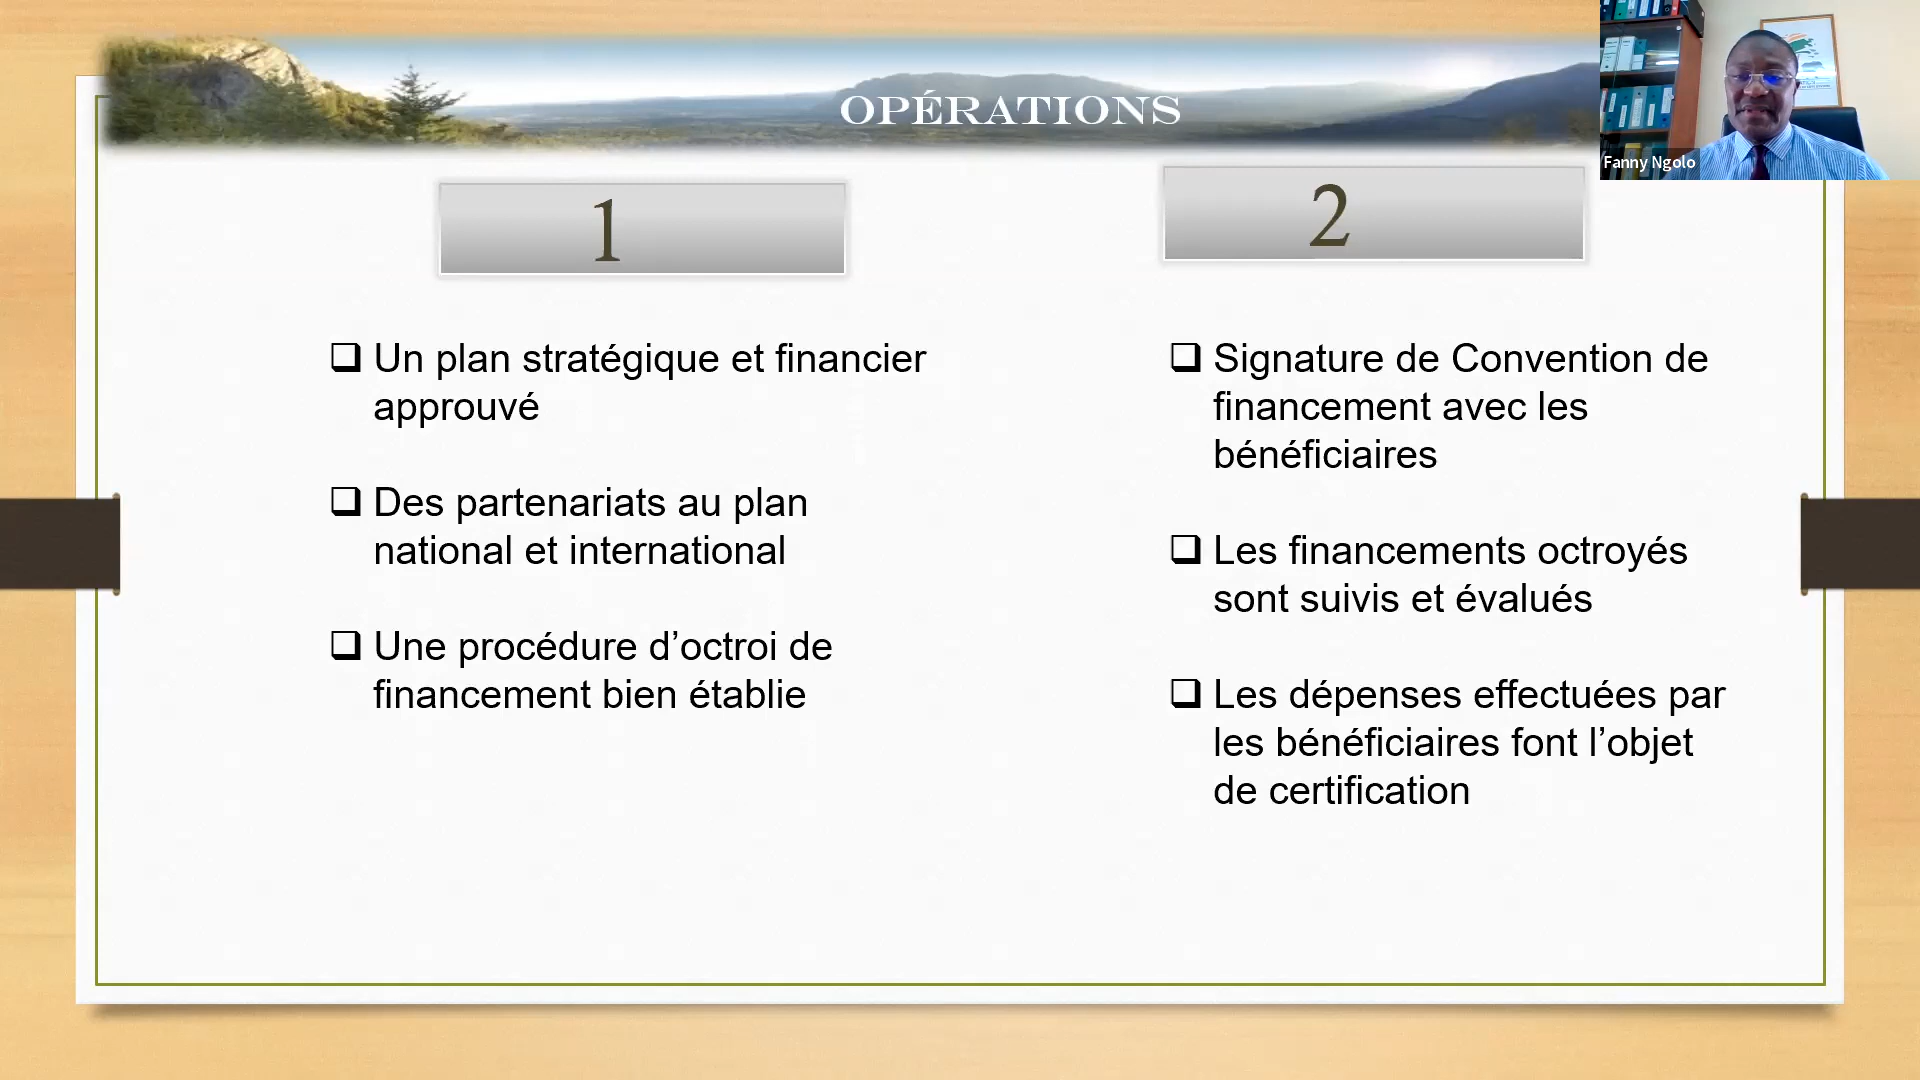 OPÉRATIONS
Fanny Ngolo
1
❑ Un plan stratégique et financier
approuvé
❑ Des partenariats au plan
national et international
❑ Une procédure d’octroi de
financement bien établie
2
❑ Signature de Convention de
financement avec les
bénéficiaires
❑ Les financements octroyés
sont suivis et évalués
❑ Les dépenses effectuées par
les bénéficiaires font l’objet
de certification